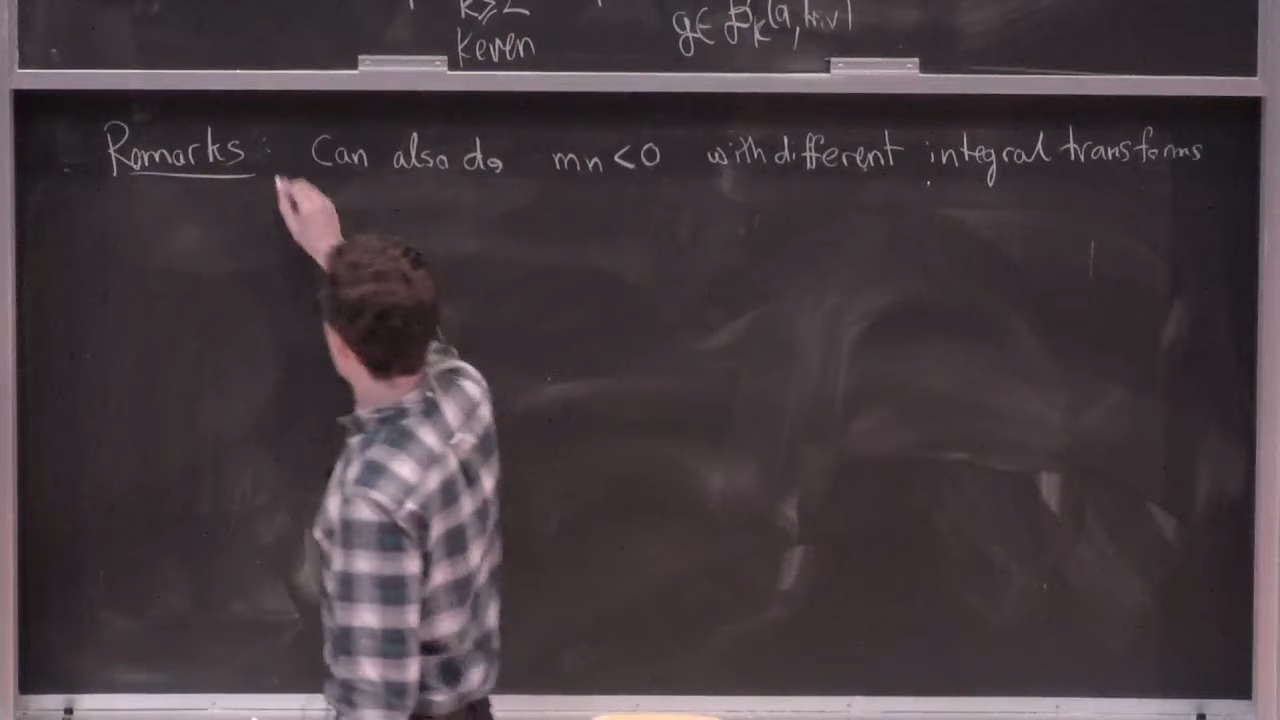 k≥2
k even
g∈ B_k(q, triv)
Remarks: Can also do mn<0 with different integral transforms